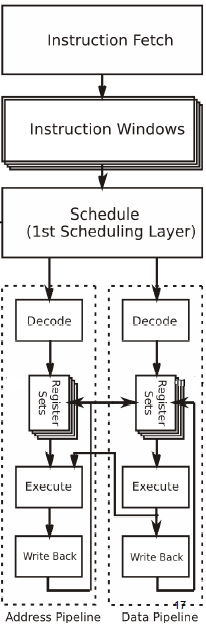 Instruction Fetch
Instruction Windows
Schedule
(1st Scheduling Layer)
Decode
Decode
Register
Sets
Register
Sets
Execute
Execute
Write Back
Write Back
17
Address Pipeline
Data Pipeline